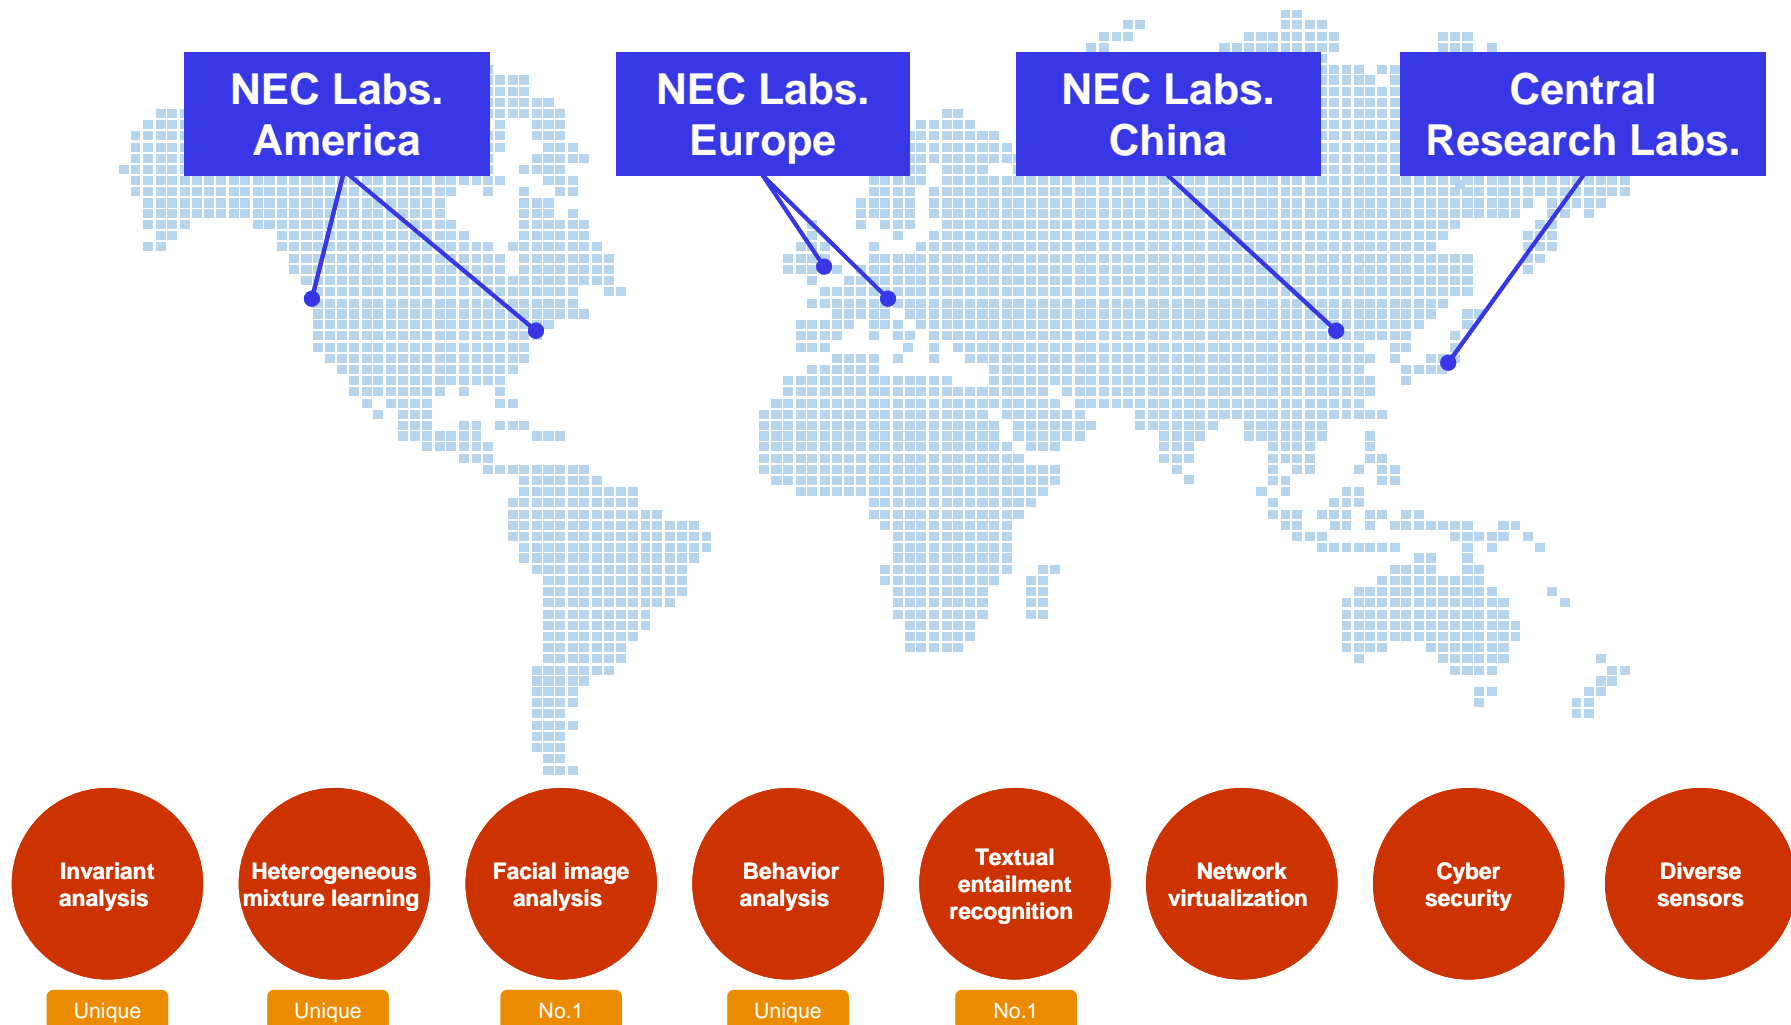 NEC Labs.
America
NEC Labs.
Europe
NEC Labs.
China
Central
Research Labs.
Invariant
analysis
Heterogeneous
mixture learning
Facial image
analysis
Behavior
analysis
Textual
entailment
recognition
Network
virtualization
Cyber
security
Diverse
sensors
Unique
Unique
No.1
Unique
No.1